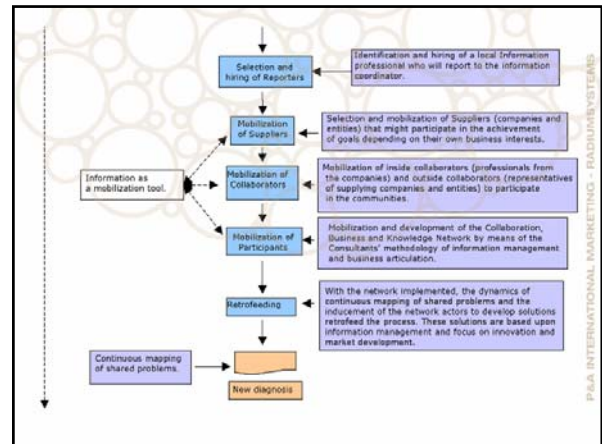 Selection and
hiring of Reporters
Identification and hiring of a local Information
professional who will report to the information
coordinator.
Mobilization
of Suppliers
Selection and mobilization of Suppliers (companies and
entities) that might participate in the achievement
of goals depending on their own business interests.
Information as
a mobilization tool.
Mobilization of
Collaborators
Mobilization of inside collaborators (professionals from
the companies) and outside collaborators (representatives
of supplying companies and entities) to participate
in the communities.
Mobilization of
Participants
Mobilization and development of the Collaboration,
Business and Knowledge Network by means of the
Consultants' methodology of information management
and business articulation.
Retrofeeding
With the network implemented, the dynamics of
continuous mapping of shared problems and the
inducement of the network actors to develop solutions
retrofeed the process. These solutions are based upon
information management and focus on innovation and
market development.
Continuous mapping
of shared problems.
New diagnosis
P&A INTERNATIONAL MARKETING - RADIUMSYSTEMS